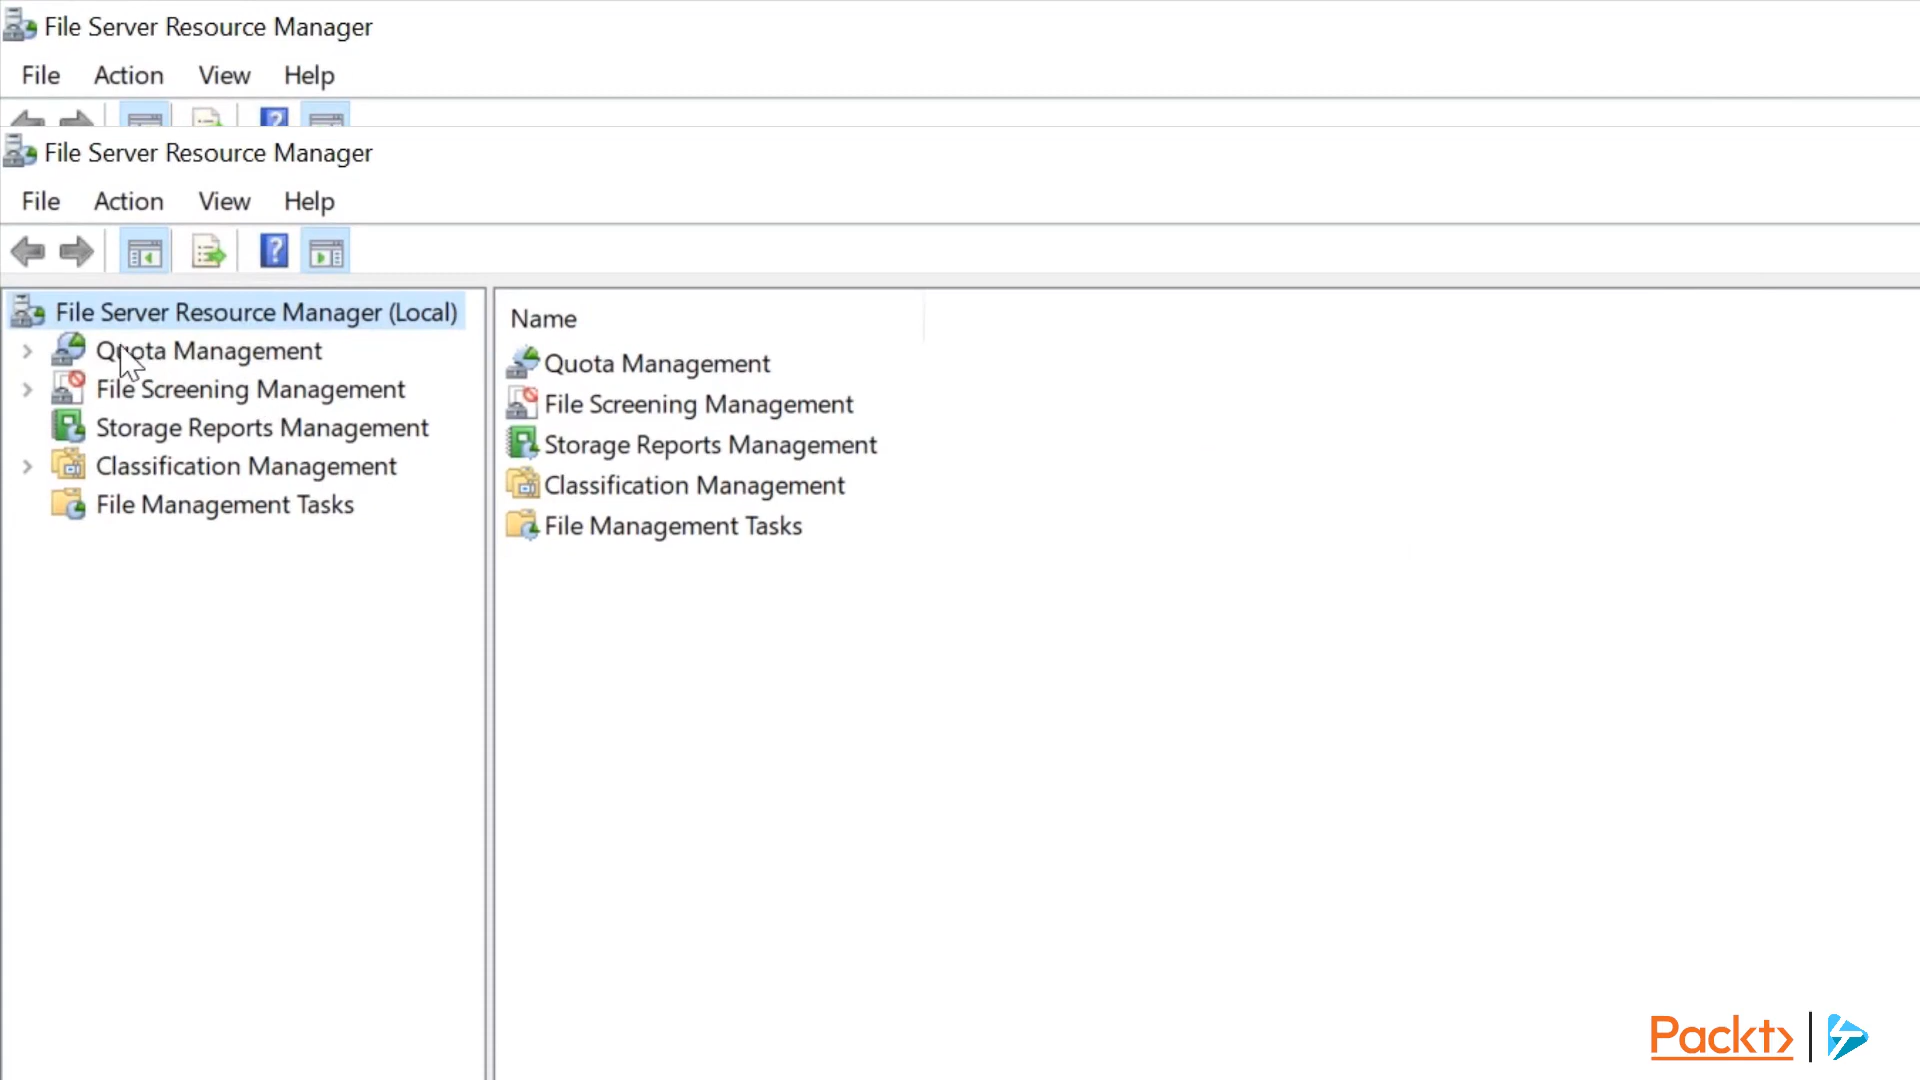 File Server Resource Manager
File Action View Help
File Server Resource Manager
File Action View Help
File Server Resource Manager (Local)
Quota Management
File Screening Management
Storage Reports Management
Classification Management
File Management Tasks
Name
Quota Management
File Screening Management
Storage Reports Management
Classification Management
File Management Tasks
Packt